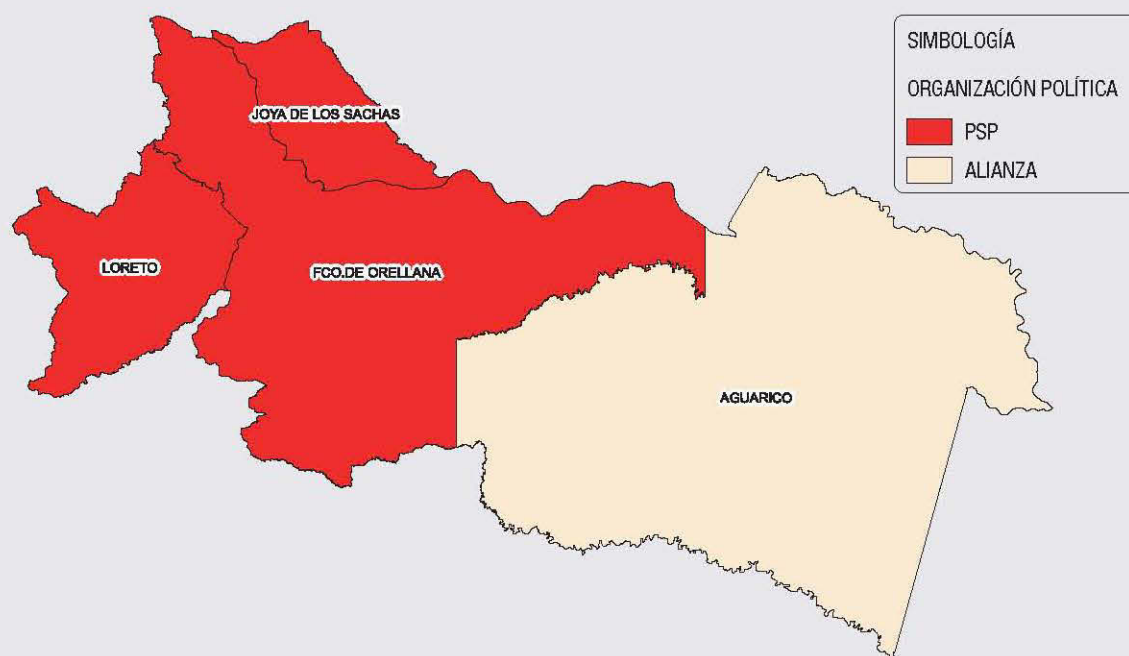 SIMBOLOGÍA
ORGANIZACIÓN POLÍTICA
PSP
ALIANZA
JOYA DE LOS SACHAS
LORETO
FCO.DE ORELLANA
AGUARICO